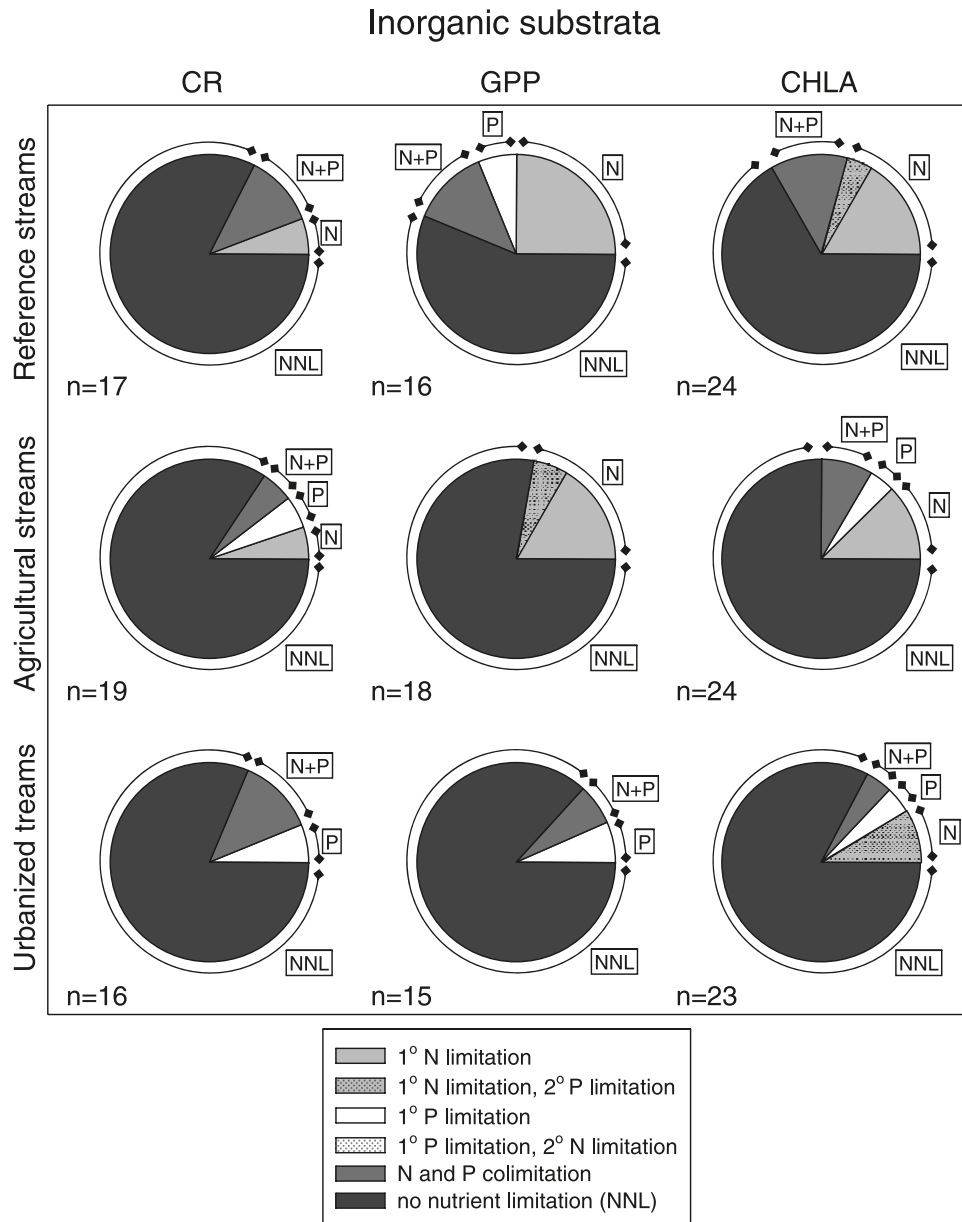 Inorganic substrata
CR GPP CHLA
Reference streams
N+P
N
NNL
n=17
P
N+P
N
NNL
n=16
N+P
N
NNL
n=24
Agricultural streams
N+P
P
N
NNL
n=19
N
NNL
n=18
N+P
P
N
NNL
n=24
Urbanized treams
N+P
P
NNL
n=16
N+P
P
NNL
n=15
N+P
P
N
NNL
n=23
1° N limitation
1° N limitation, 2° P limitation
1° P limitation
1° P limitation, 2° N limitation
N and P colimitation
no nutrient limitation (NNL)